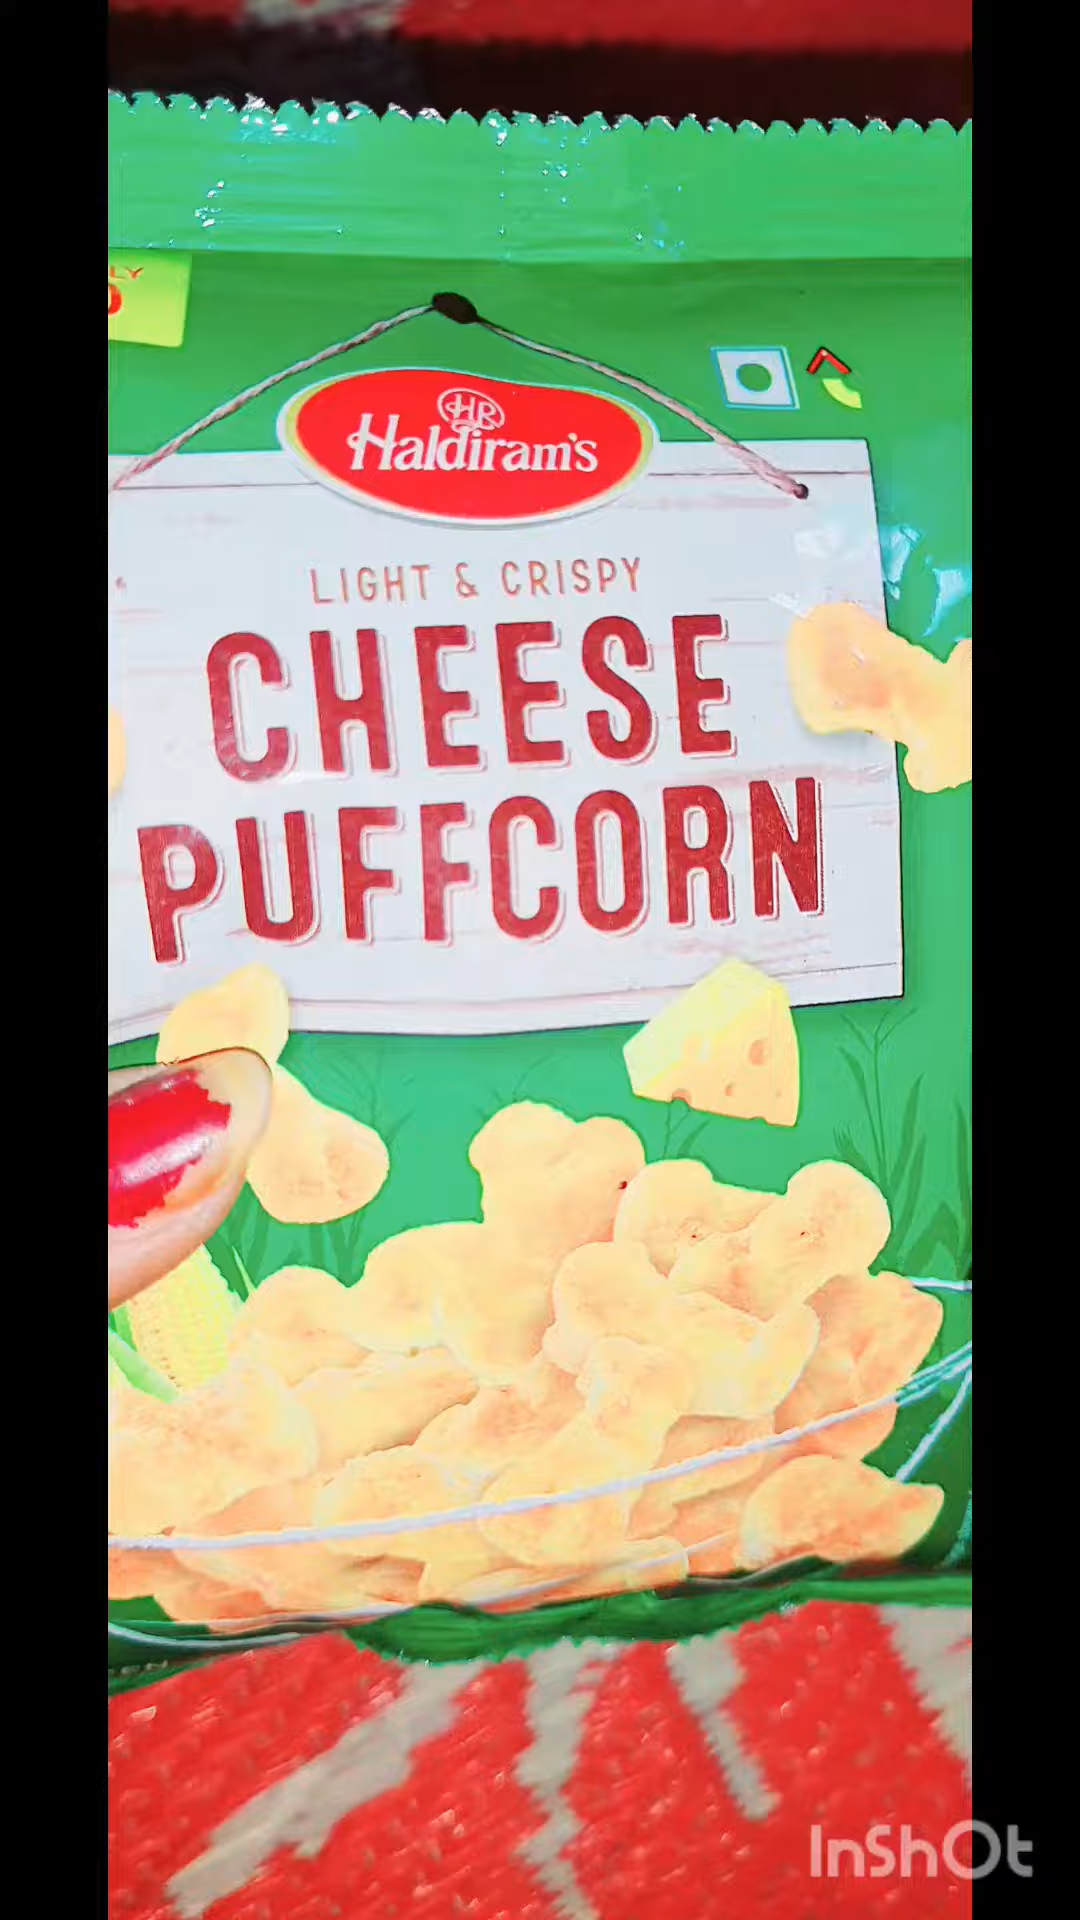 HR
Haldiram's
LIGHT & CRISPY
CHEESE
PUFFCORN
InShOt